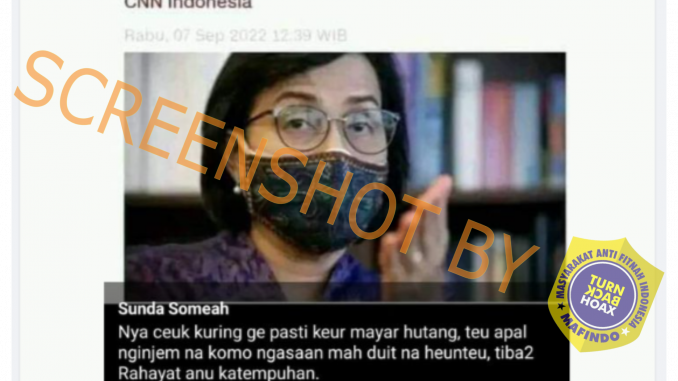 CNN Indonesia
Rabu, 07 Sep 2022 12:39 WIB
SCREENSHOT BY
MASYARAKAT ANTI FITNAH INDONESIA
TURN
BACK
HOAX
MAFINDO
Sunda Someah
Nya ceuk kuring ge pasti keur mayar hutang, teu apal
nginjem na komo ngasaan mah duit na heunteu, tiba2
Rahayat anu katempuhan.